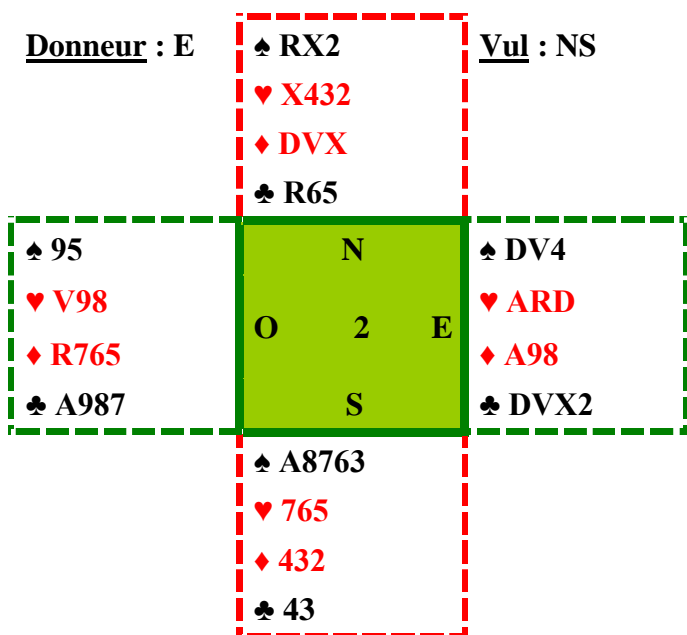 Donneur : E
♠ RX2
Vul : NS
♥ X432
♦ DVX
♣ R65
♠ 95
♥ V98
♦ R765
♣ A987
N
O 2 E
S
♠ DV4
♥ ARD
♦ A98
♣ DVX2
♠ A8763
♥ 765
♦ 432
♣ 43